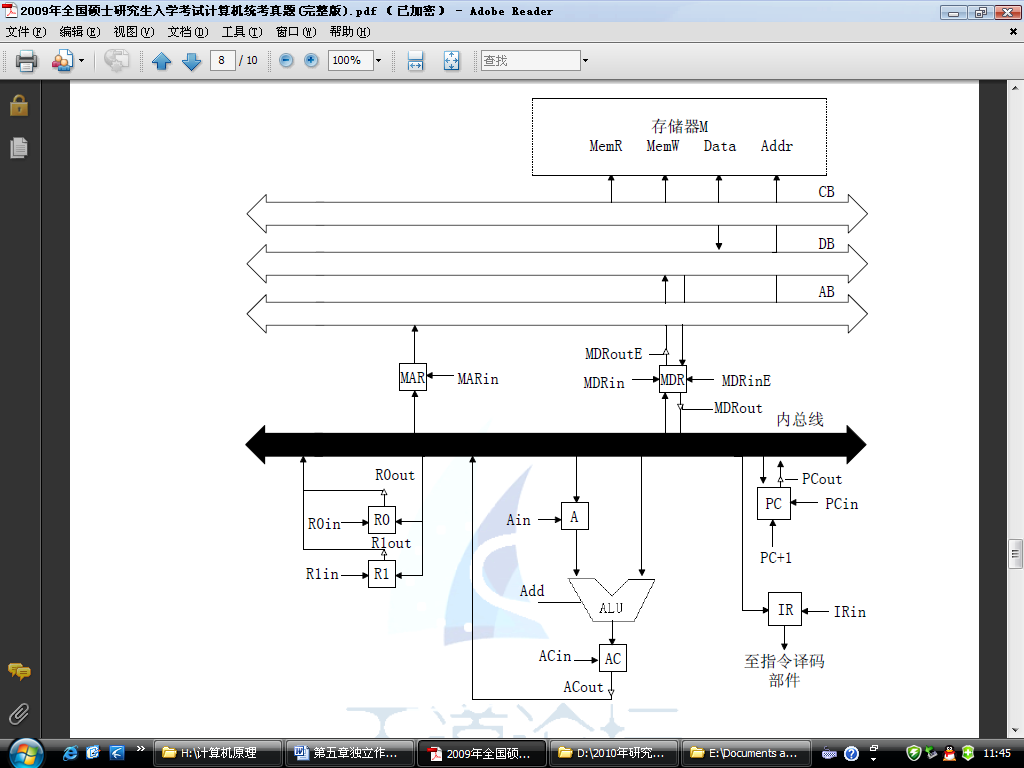 2009年全国硕士研究生入学考试计算机统考真题(完整版).pdf (已加密) - Adobe Reader
文件(F) 编辑(E) 视图(V) 文档(D) 工具(T) 窗口(W) 帮助(H)
8 / 10 100% 查找
存储器M
MemR MemW Data Addr
CB
DB
AB
MDRoutE
MAR MARin MDRin MDR MDRinE
MDRout
内总线
R0out PCout
PC PCin
R0in R0 Ain A
R1out
PC+1
R1in R1
Add ALU
IR IRin
ACin AC
至指令译码
部件
ACout
H:\计算机原理 第五章独立作... 2009年全国硕... D:\2010年研究... E:\Documents a... 11:45